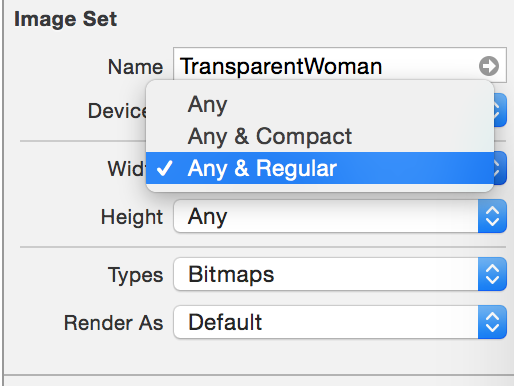 Image Set
Name TransparentWoman
Device
Any
Any & Compact
Widt ✓ Any & Regular
Height Any
Types Bitmaps
Render As Default